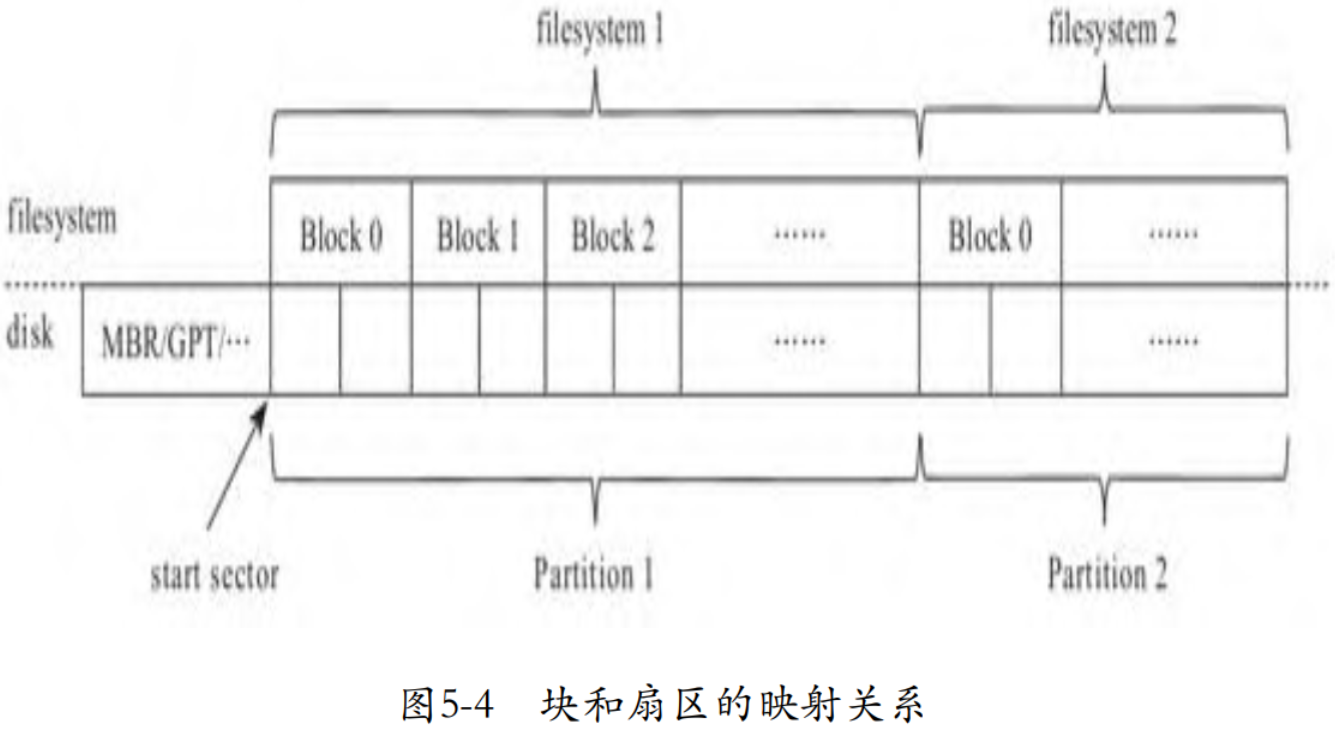 filesystem 1 filesystem 2
filesystem Block 0 Block 1 Block 2 ...... Block 0 ......
disk MBR/GPT/··· ...... ......
start sector Partition 1 Partition 2
图5-4 块和扇区的映射关系